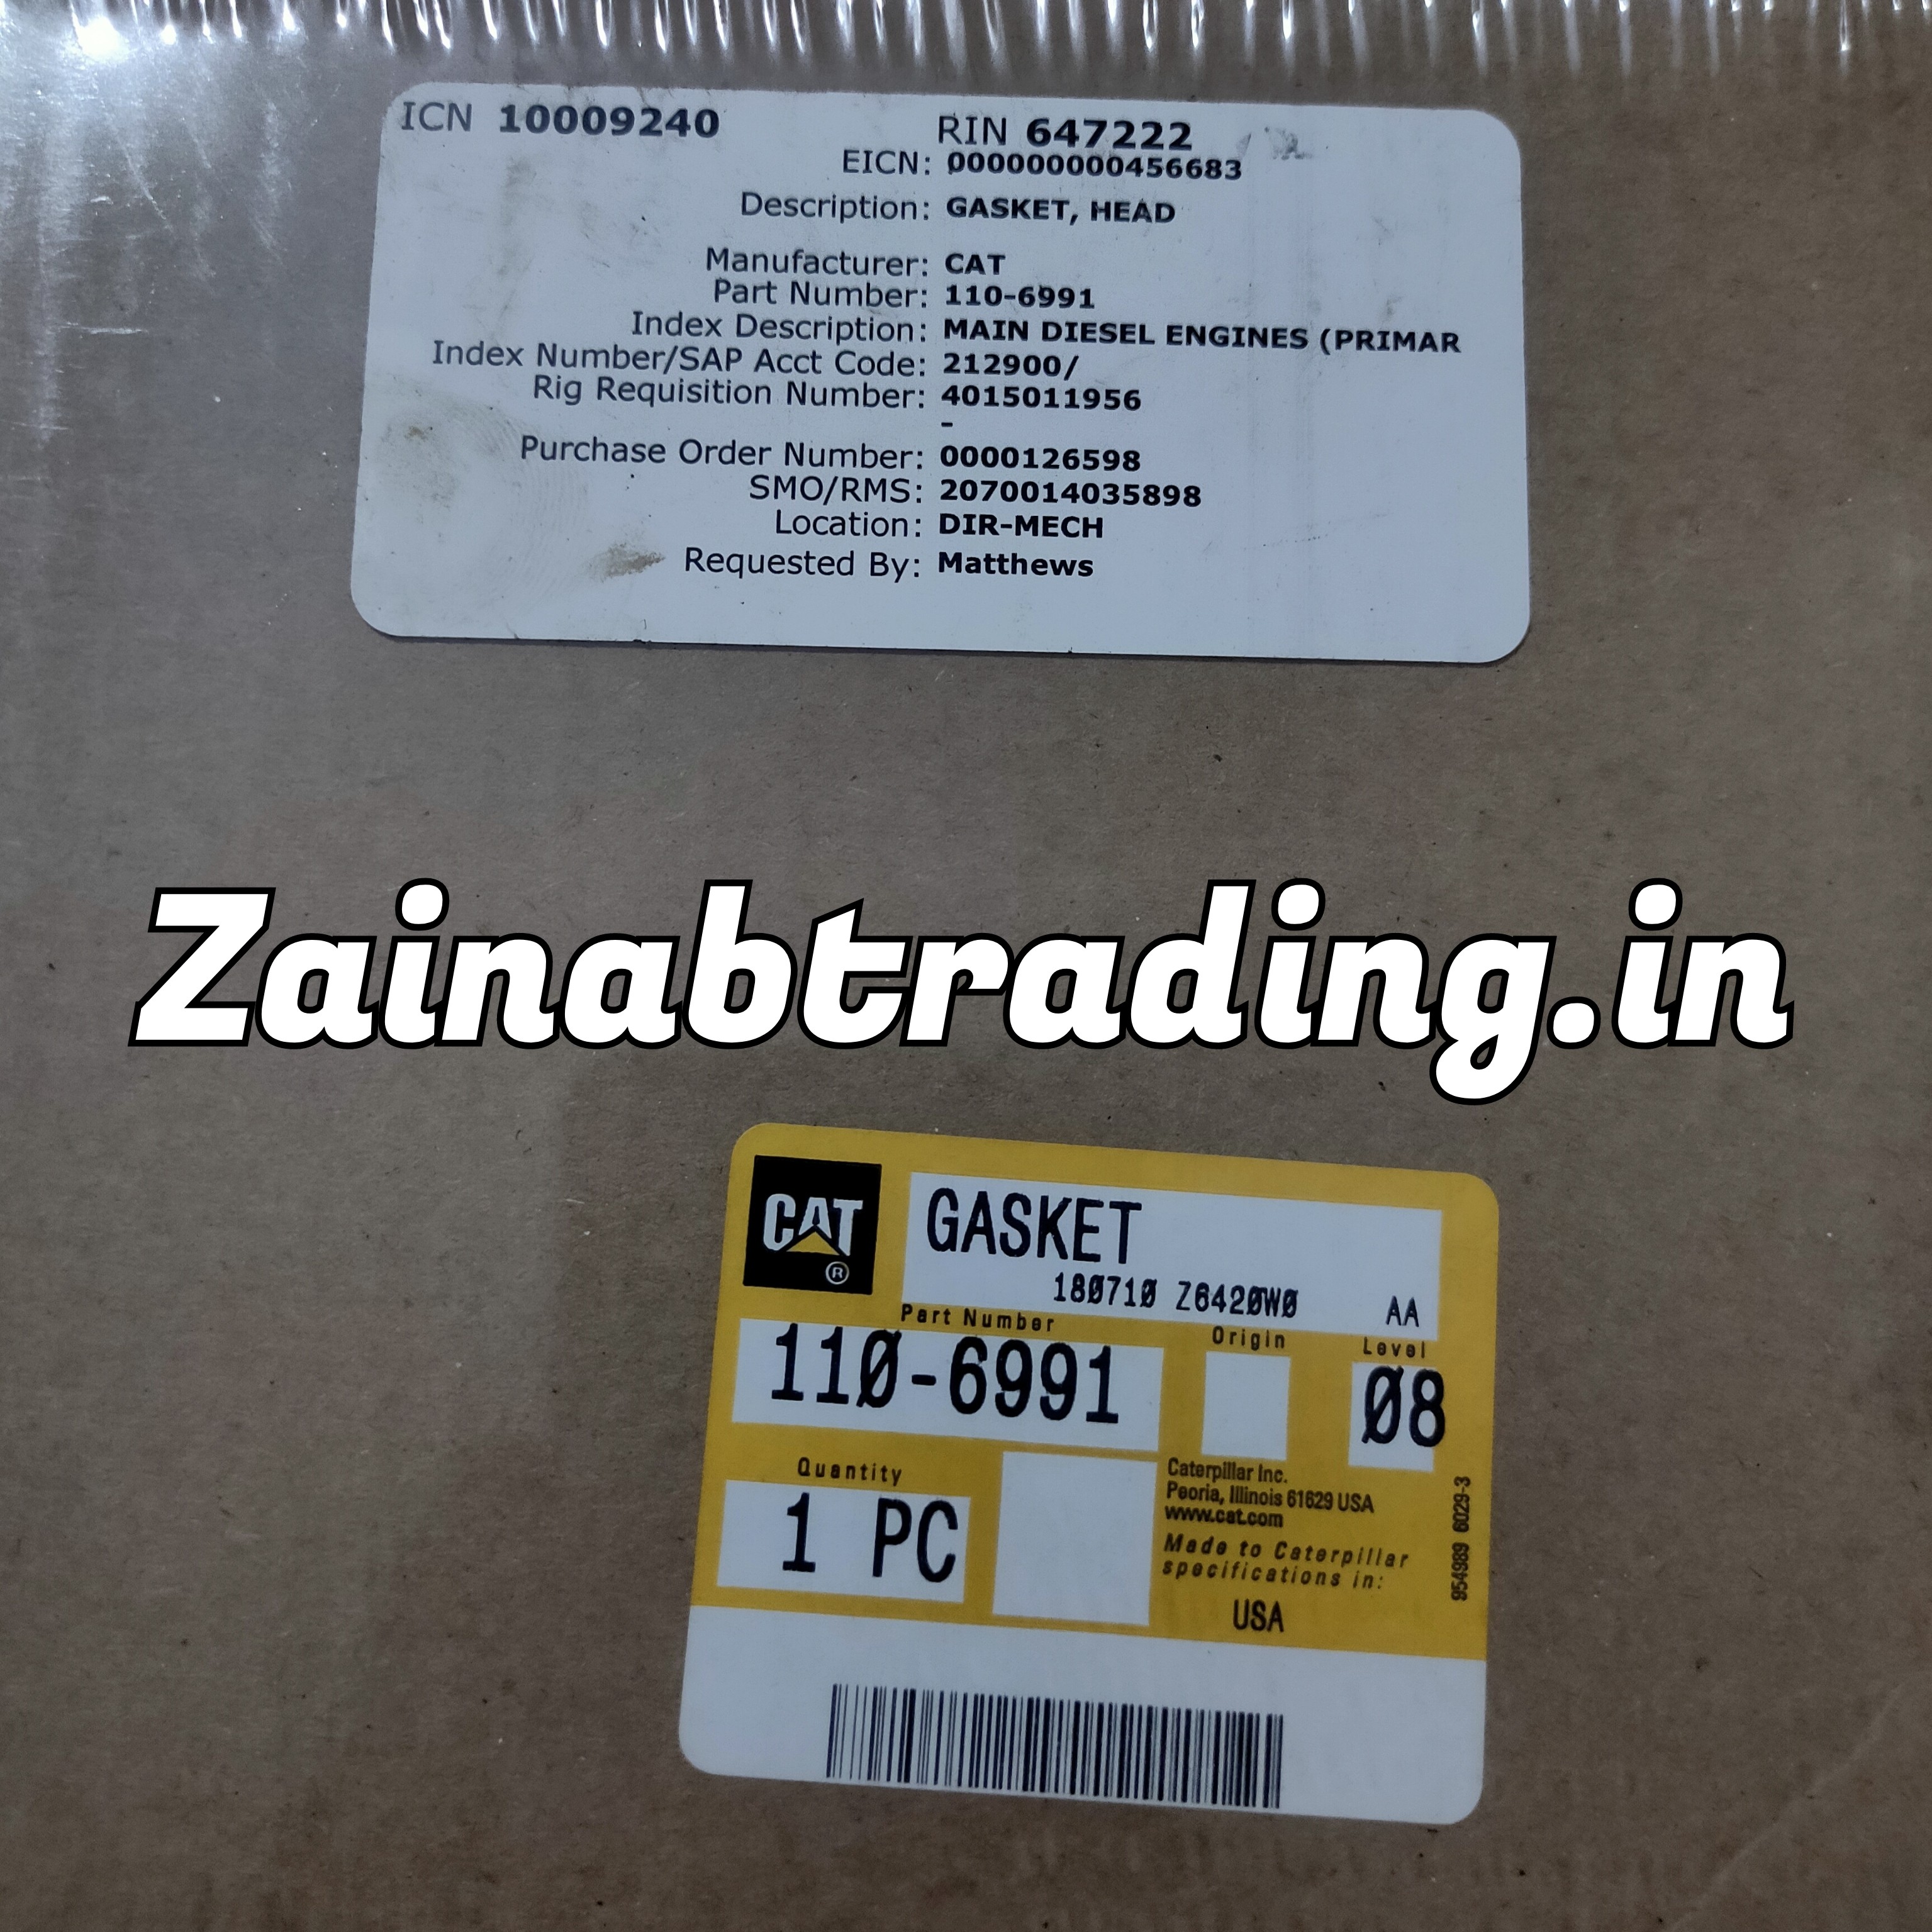 ICN 10009240 RIN 647222
EICN: 000000000456683
Description: GASKET, HEAD
Manufacturer: CAT
Part Number: 110-6991
Index Description: MAIN DIESEL ENGINES (PRIMAR
Index Number/SAP Acct Code: 212900/
Rig Requisition Number: 4015011956
-
Purchase Order Number: 0000126598
SMO/RMS: 2070014035898
Location: DIR-MECH
Requested By: Matthews
Zainabtrading.in
CAT ®
GASKET
180710 Z6420W0 AA
Part Number Origin Level
110-6991 08
Quantity
1 PC
Caterpillar Inc.
Peoria, Illinois 61629 USA
www.cat.com
Made to Caterpillar
specifications in:
USA
954989 6029-3